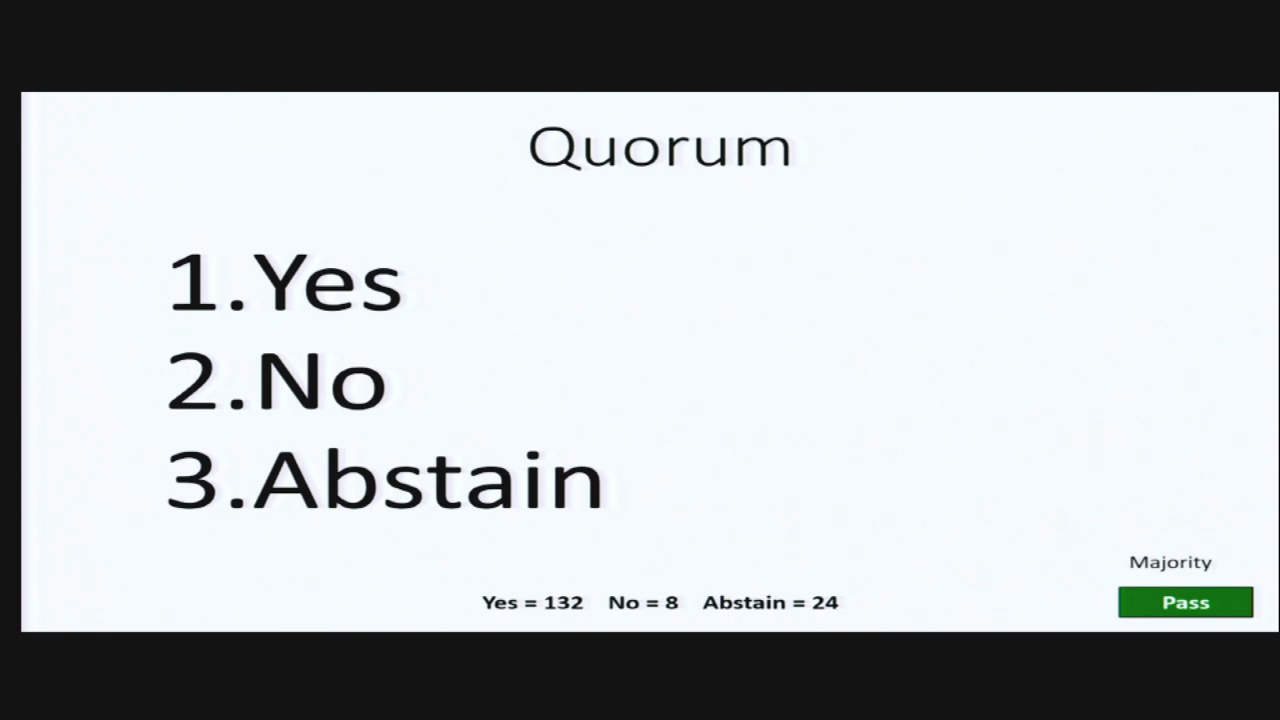 Quorum
1.Yes
2.No
3.Abstain
Majority
Yes = 132 No = 8 Abstain = 24
Pass